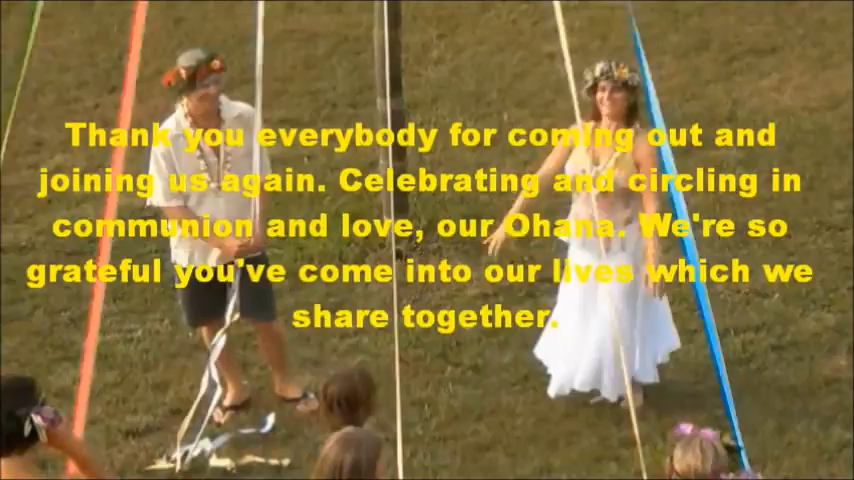 Thank you everybody for coming out and
joining us again. Celebrating and circling in
communion and love, our Ohana. We're so
grateful you've come into our lives which we
share together.